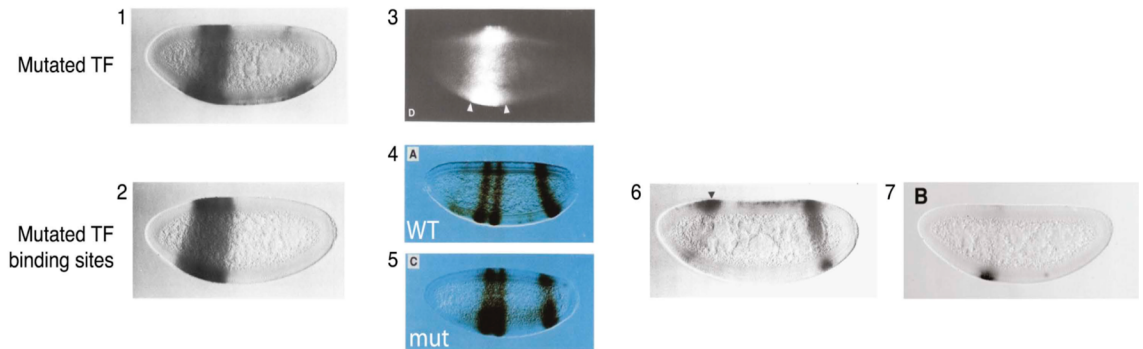 1
3
Mutated TF
D
4 A
WT
2
6
7 B
Mutated TF
binding sites
5 C
mut